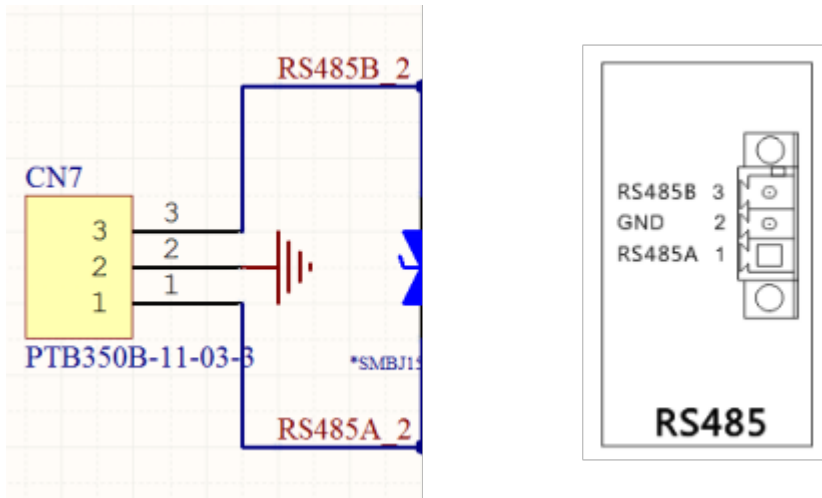 RS485B_2
CN7
3 3
2 2
1 1
PTB350B-11-03-3
*SMBJ15
RS485A_2
RS485B 3
GND 2
RS485A 1
RS485